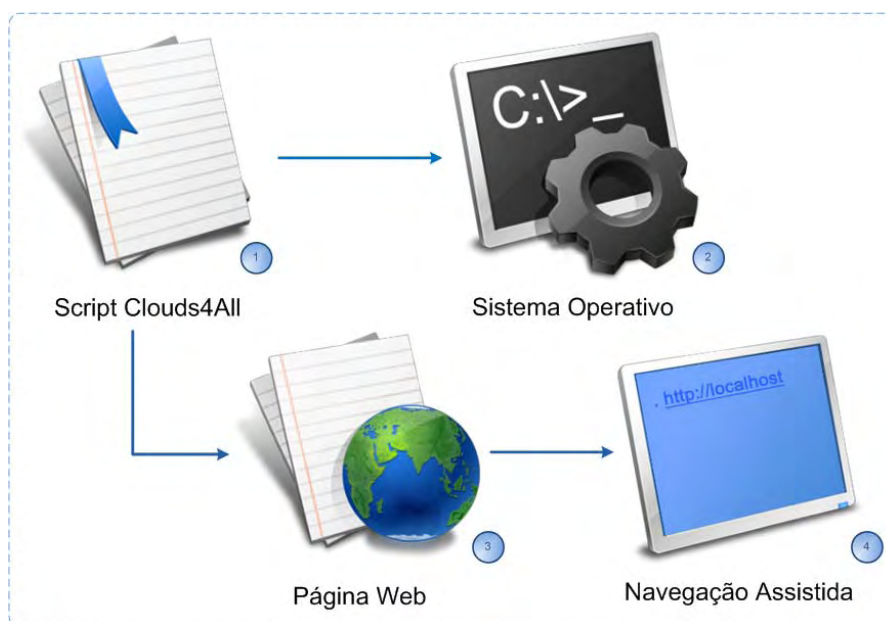 C:\>_
1
2
Script Clouds4All
Sistema Operativo
. http://localhost
3
4
Página Web
Navegação Assistida